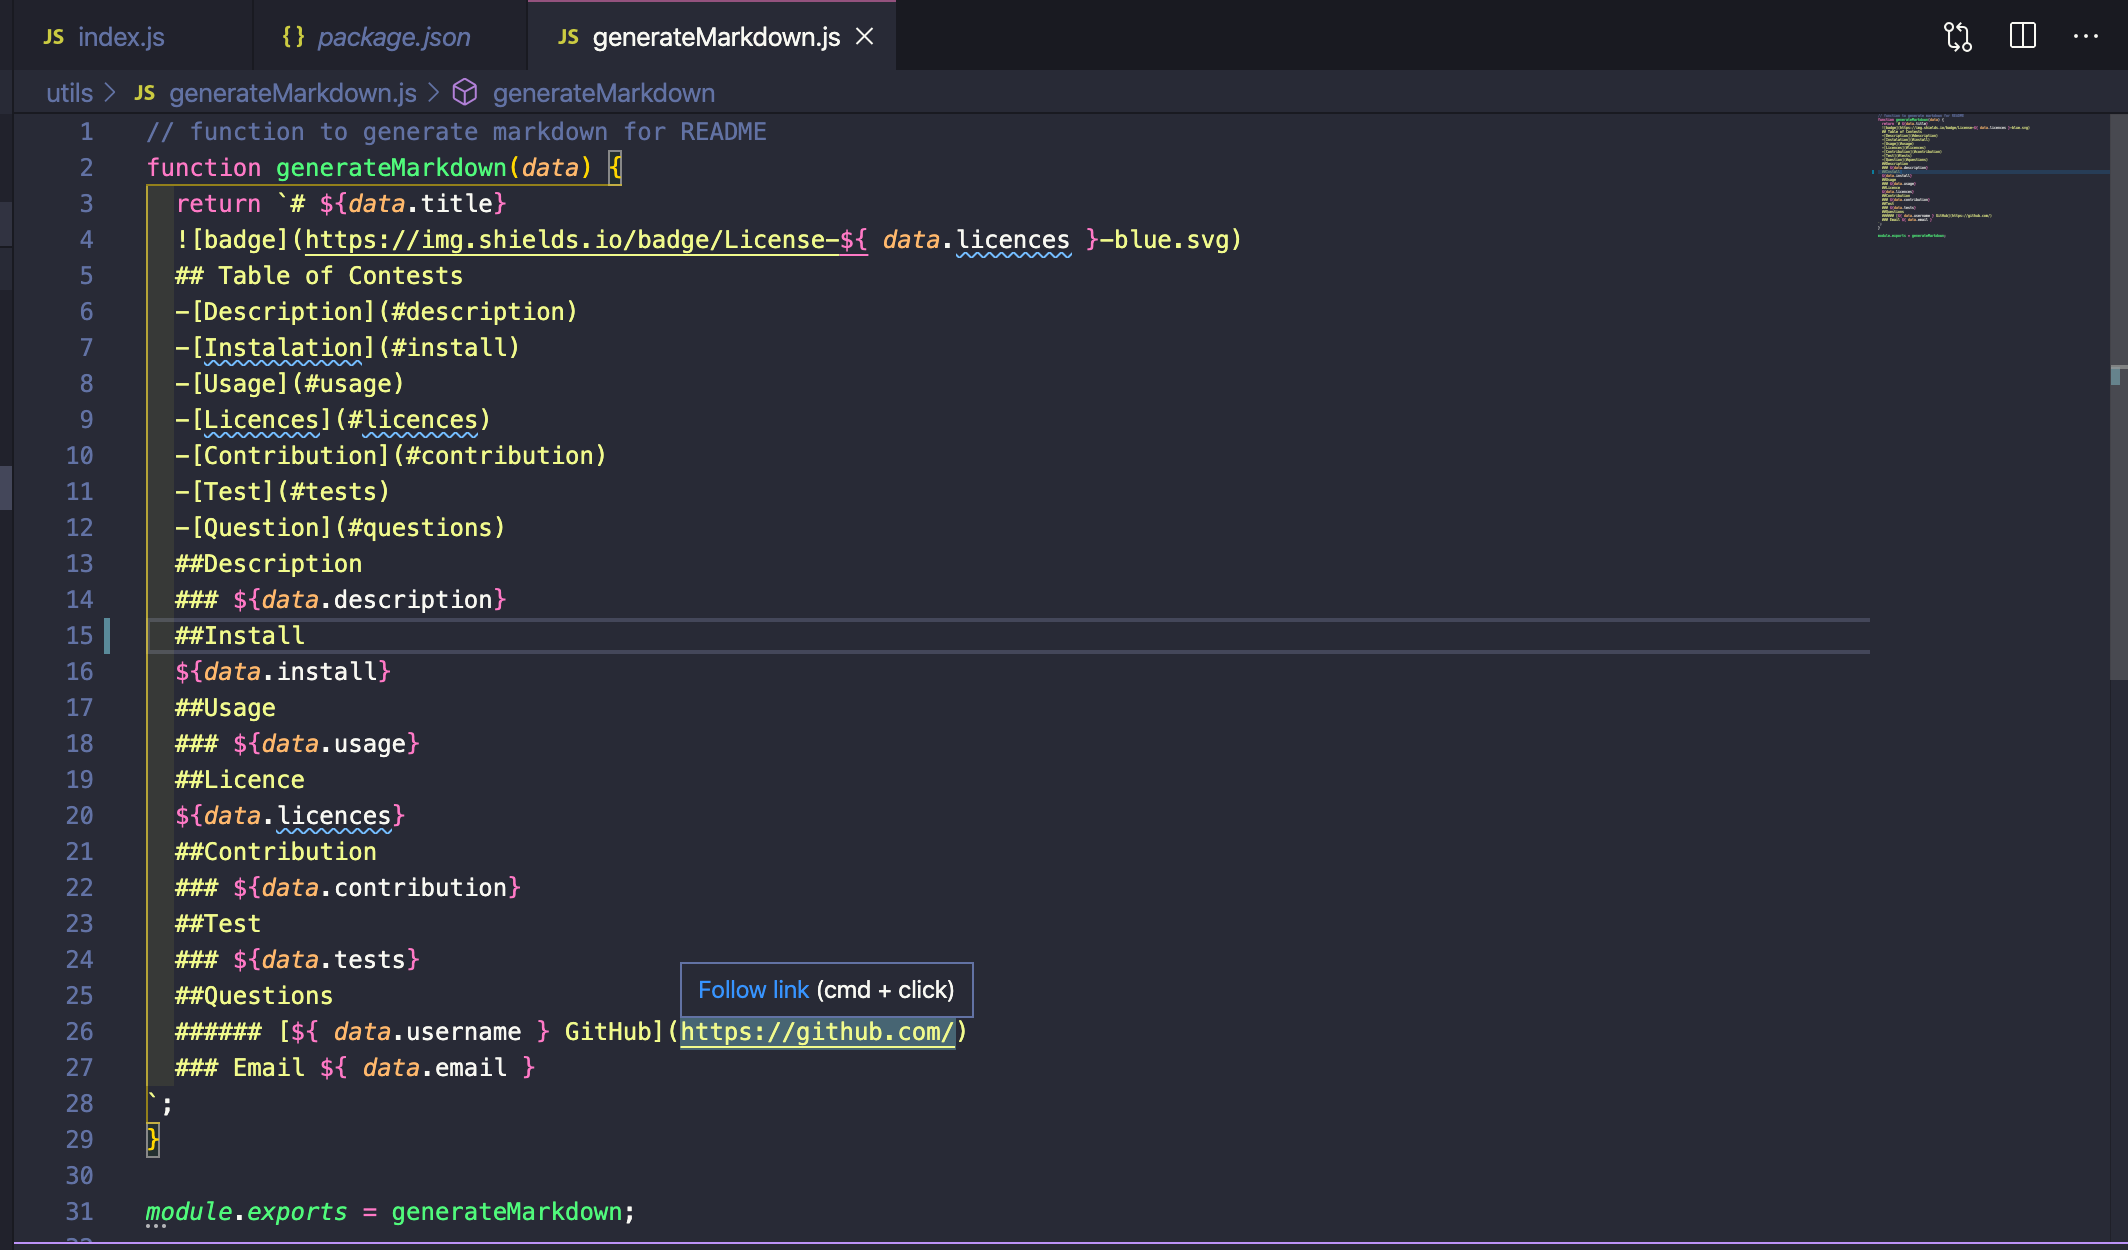 JS index.js
{} package.json
JS generateMarkdown.js
utils > JS generateMarkdown.js > generateMarkdown
1 // function to generate markdown for README
2 function generateMarkdown(data) {
3 return `# ${data.title}
4 ![badge](https://img.shields.io/badge/License-${ data.licences }-blue.svg)
5 ## Table of Contests
6 -[Description](#description)
7 -[Instalation](#install)
8 -[Usage](#usage)
9 -[Licences](#licences)
10 -[Contribution](#contribution)
11 -[Test](#tests)
12 -[Question](#questions)
13 ##Description
14 ### ${data.description}
15 ##Install
16 ${data.install}
17 ##Usage
18 ### ${data.usage}
19 ##Licence
20 ${data.licences}
21 ##Contribution
22 ### ${data.contribution}
23 ##Test
24 ### ${data.tests}
Follow link (cmd + click)
25 ##Questions
26 ###### [${ data.username } GitHub](https://github.com/)
27 ### Email ${ data.email }
28 `;
29 }
30
31 module.exports = generateMarkdown;